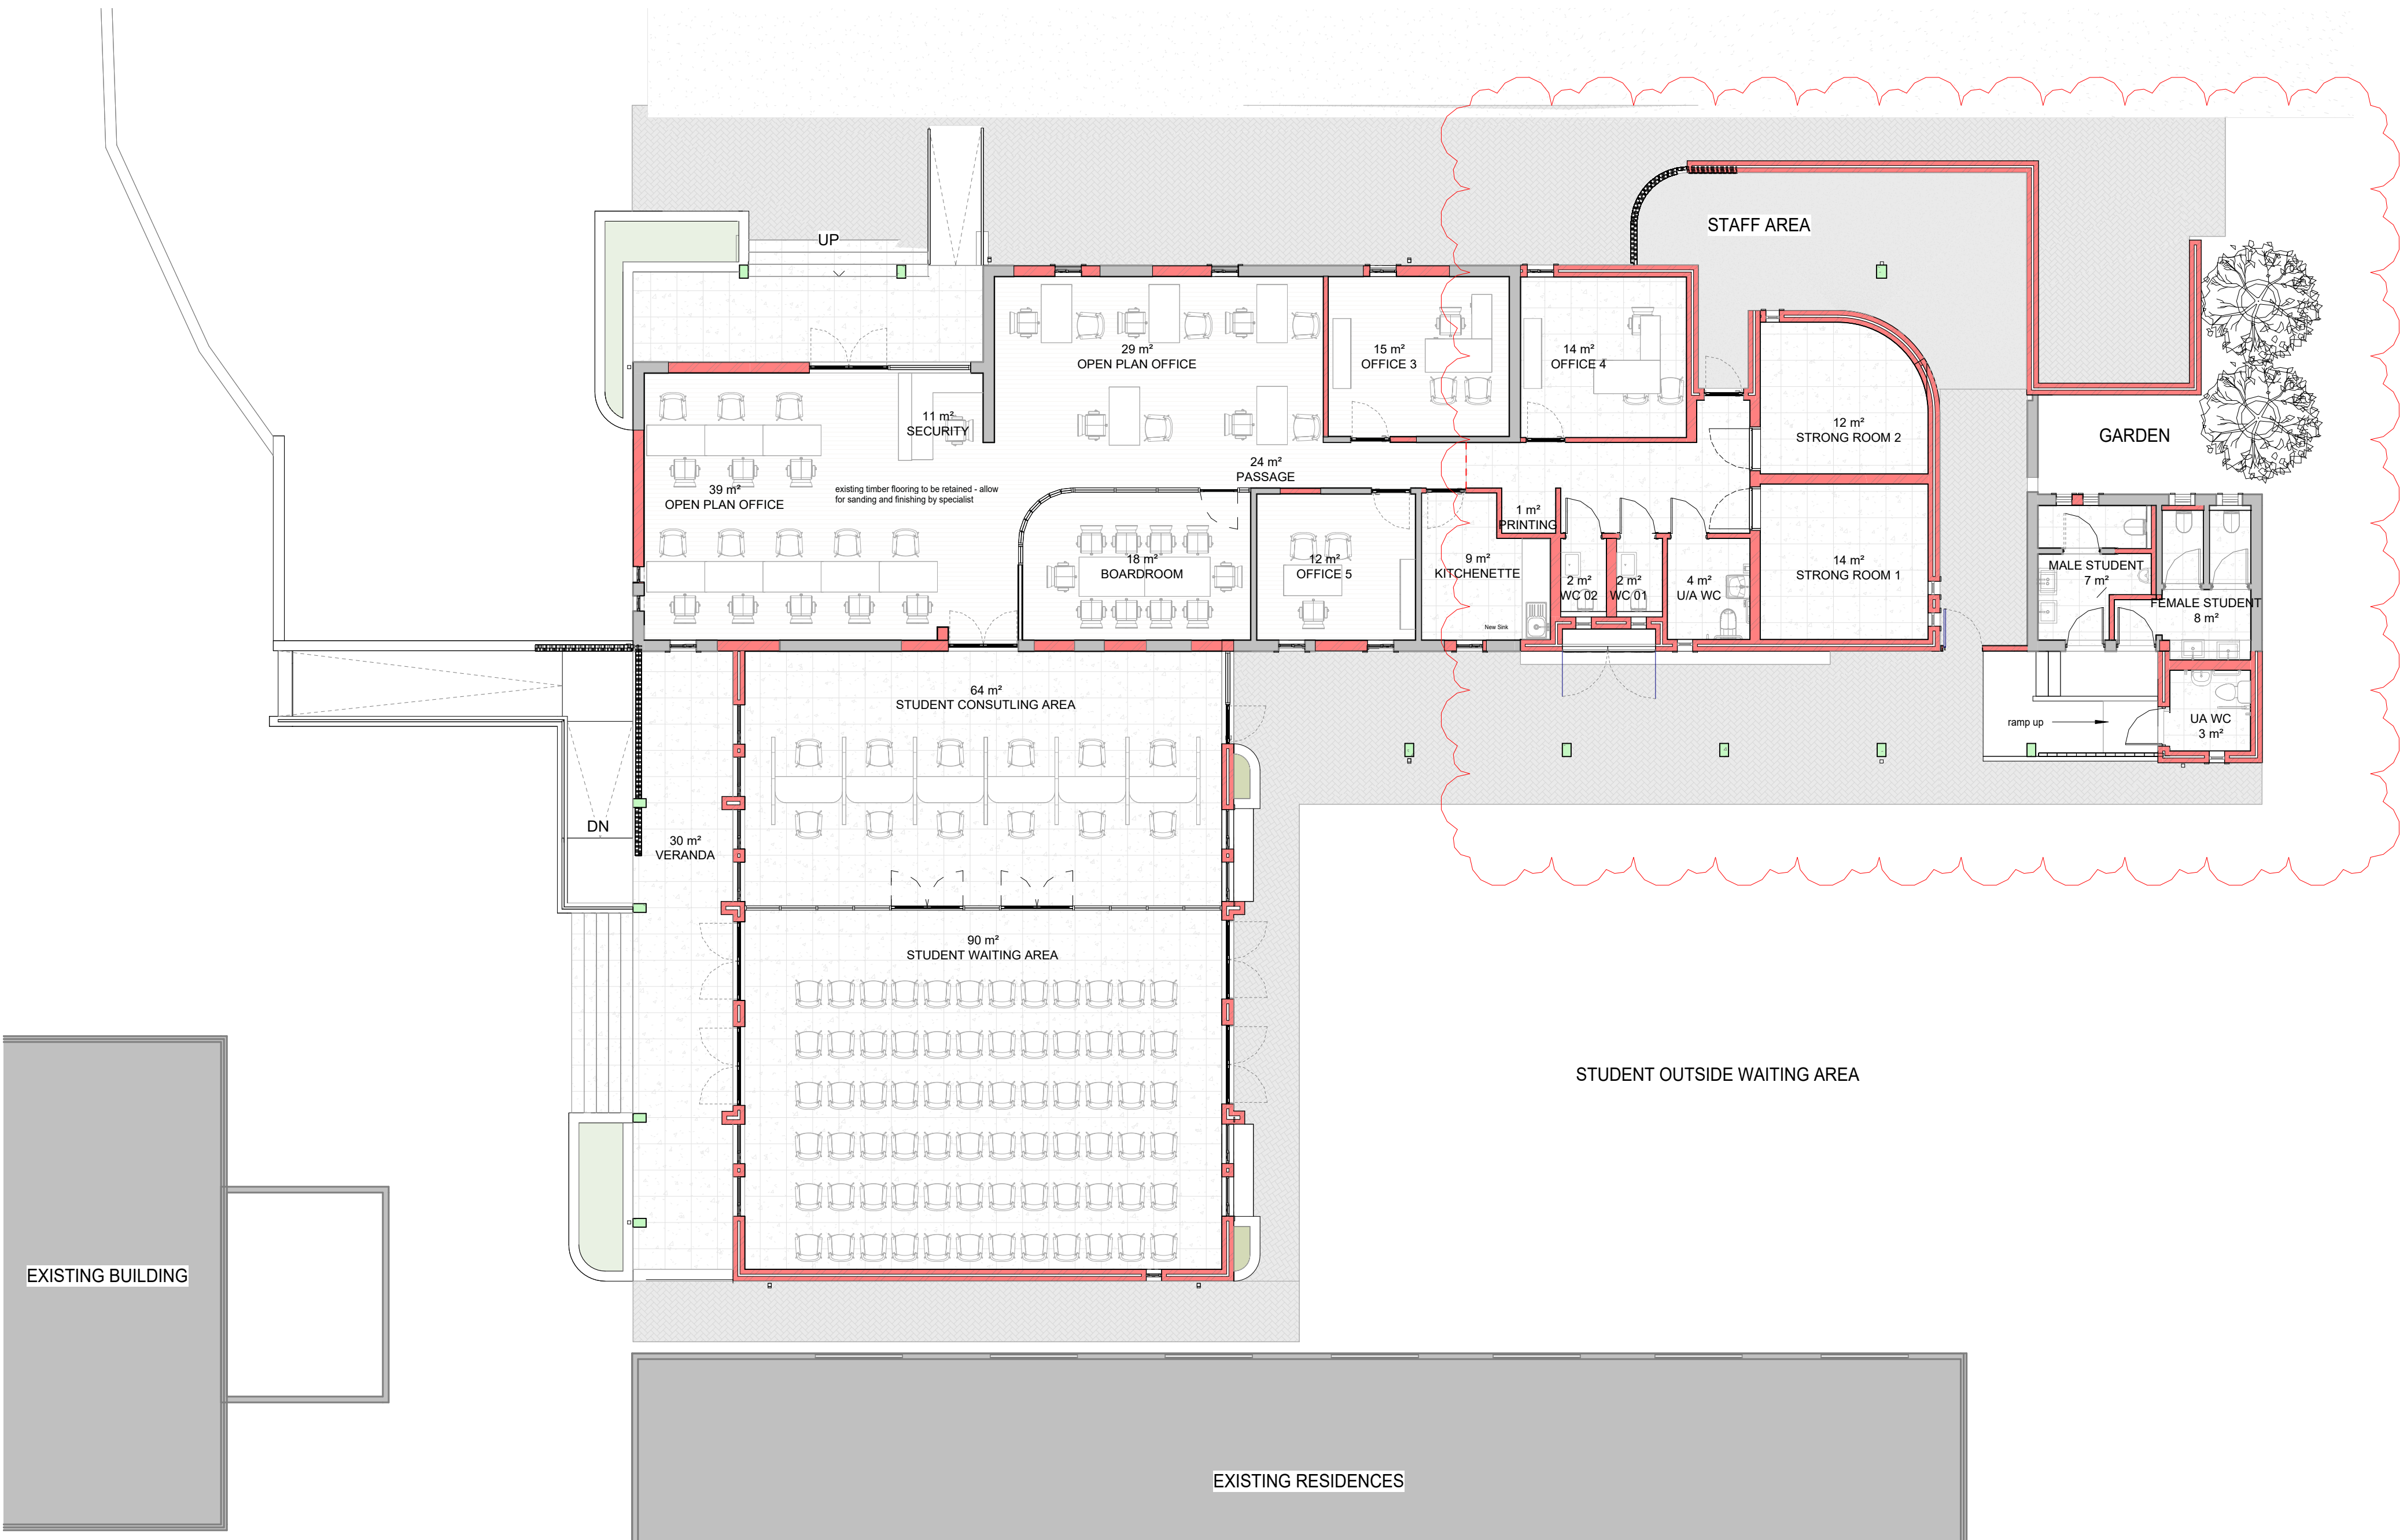 STAFF AREA
UP
29 m²
OPEN PLAN OFFICE
15 m²
OFFICE 3
14 m²
OFFICE 4
11 m²
SECURITY
12 m²
STRONG ROOM 2
GARDEN
24 m²
PASSAGE
39 m²
OPEN PLAN OFFICE
existing timber flooring to be retained - allow
for sanding and finishing by specialist
1 m²
PRINTING
18 m²
BOARDROOM
12 m²
OFFICE 5
9 m²
KITCHENETTE
New Sink
2 m²
WC 02
2 m²
WC 01
4 m²
U/A WC
14 m²
STRONG ROOM 1
MALE STUDENT
7 m²
FEMALE STUDENT
8 m²
64 m²
STUDENT CONSUTLING AREA
ramp up
UA WC
3 m²
DN
30 m²
VERANDA
90 m²
STUDENT WAITING AREA
STUDENT OUTSIDE WAITING AREA
EXISTING BUILDING
EXISTING RESIDENCES